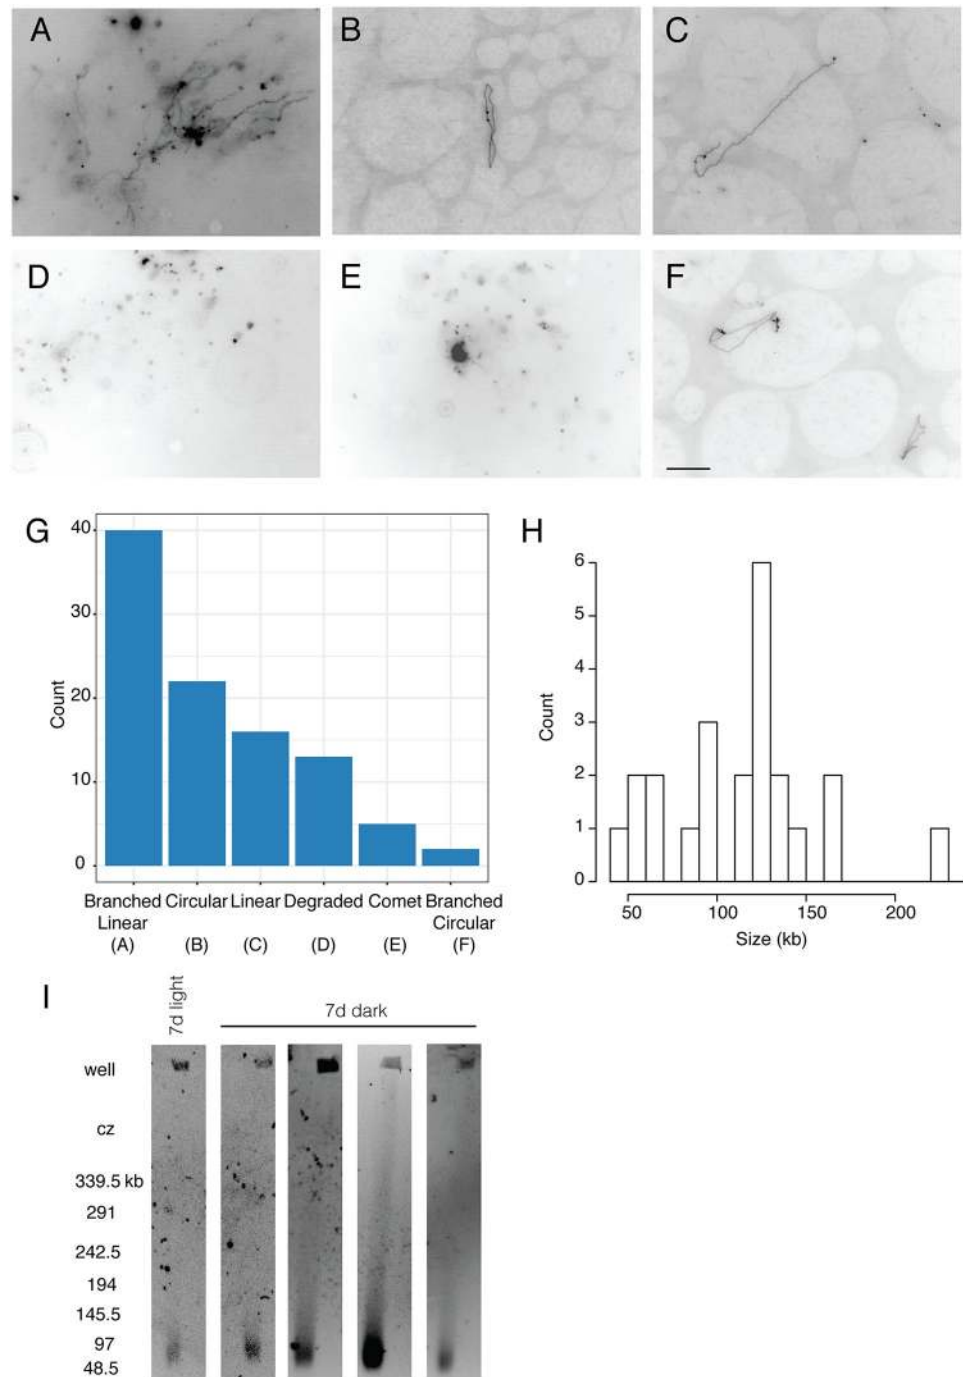 A
B
C
D
E
F
G
40
30
20
10
0
Count
Branched Circular Linear Degraded Comet Branched
Linear Circular
(A) (B) (C) (D) (E) (F)
H
6
5
4
3
2
1
0
Count
50 100 150 200
Size (kb)
I
7d light
7d dark
well
cz
339.5 kb
291
242.5
194
145.5
97
48.5